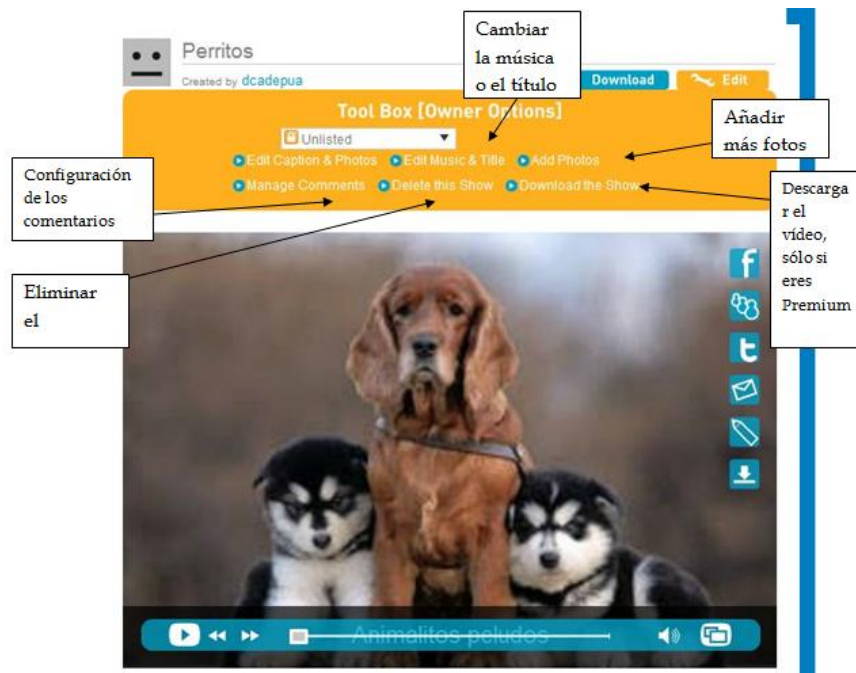 Perritos
Created by dcadepua
Cambiar
la música
o el título
Download
Edit
Tool Box [Owner Options]
Unlisted
Edit Caption & Photos
Edit Music & Title
Add Photos
Manage Comments
Delete this Show
Download the Show
Añadir
más fotos
Configuración
de los
comentarios
Descarga
r el
vídeo,
sólo si
eres
Premium
Eliminar
el
Animalitos peludos